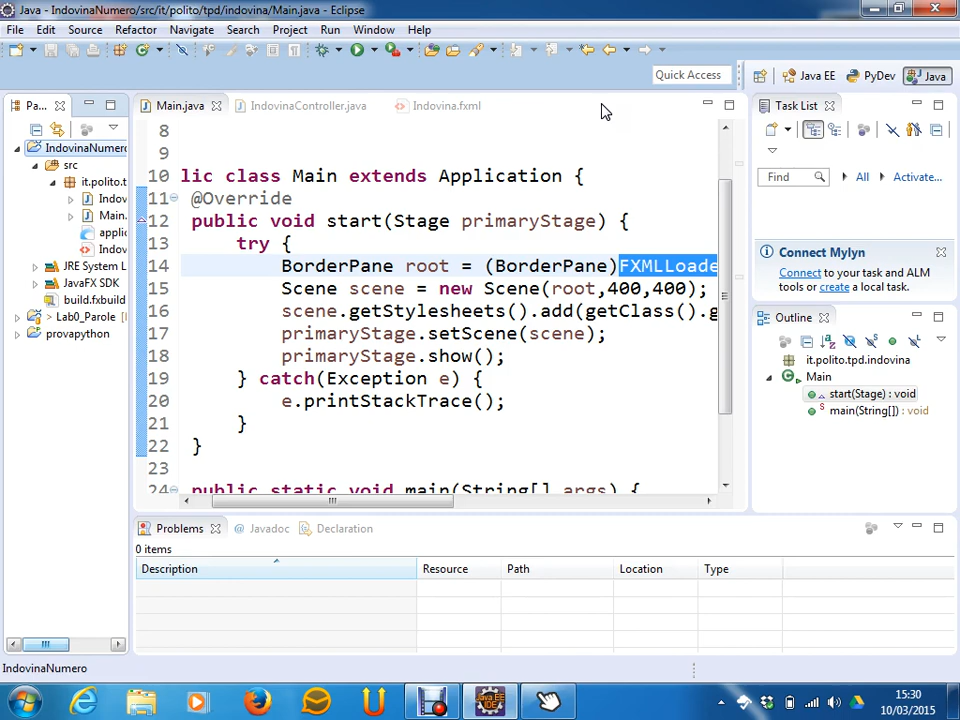 Java - IndovinaNumero/src/it/polito/tpd/indovina/Main.java - Eclipse
File Edit Source Refactor Navigate Search Project Run Window Help
Quick Access
Java EE
PyDev
Java
Pa...
Main.java
IndovinaController.java
Indovina.fxml
Task List
IndovinaNumero
src
it.polito.t
Indov
Main.
applic
Indov
JRE System L
JavaFX SDK
build.fxbuild
> Lab0_Parole [
provapython
8
9
10 lic class Main extends Application {
11 @Override
12 public void start(Stage primaryStage) {
13 try {
14 BorderPane root = (BorderPane)FXMLLoade
15 Scene scene = new Scene(root,400,400);
16 scene.getStylesheets().add(getClass().g
17 primaryStage.setScene(scene);
18 primaryStage.show();
19 } catch(Exception e) {
20 e.printStackTrace();
21 }
22 }
23
24 public static void main(String[] args) {
Find
All
Activate...
Connect Mylyn
Connect to your task and ALM
tools or create a local task.
Outline
it.polito.tpd.indovina
Main
start(Stage) : void
main(String[]) : void
Problems
@ Javadoc
Declaration
0 items
Description Resource Path Location Type
IndovinaNumero
Java EE
IDE
15:30
10/03/2015